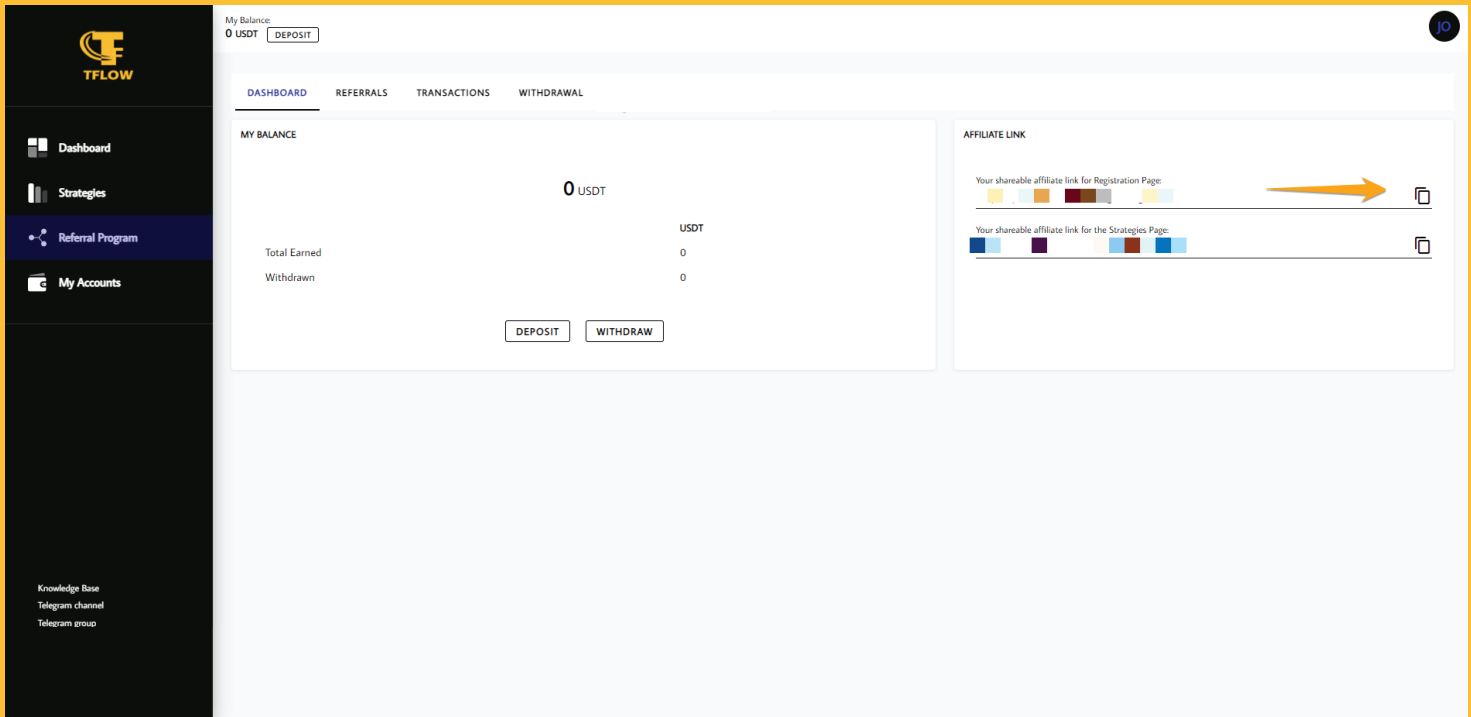 TFLOW
Dashboard
Strategies
Referral Program
My Accounts
Knowledge Base
Telegram channel
Telegram group
My Balance:
0 USDT DEPOSIT
JO
DASHBOARD REFERRALS TRANSACTIONS WITHDRAWAL
MY BALANCE
0 USDT
USDT
Total Earned 0
Withdrawn 0
DEPOSIT WITHDRAW
AFFILIATE LINK
Your shareable affiliate link for Registration Page:
Your shareable affiliate link for the Strategies Page: